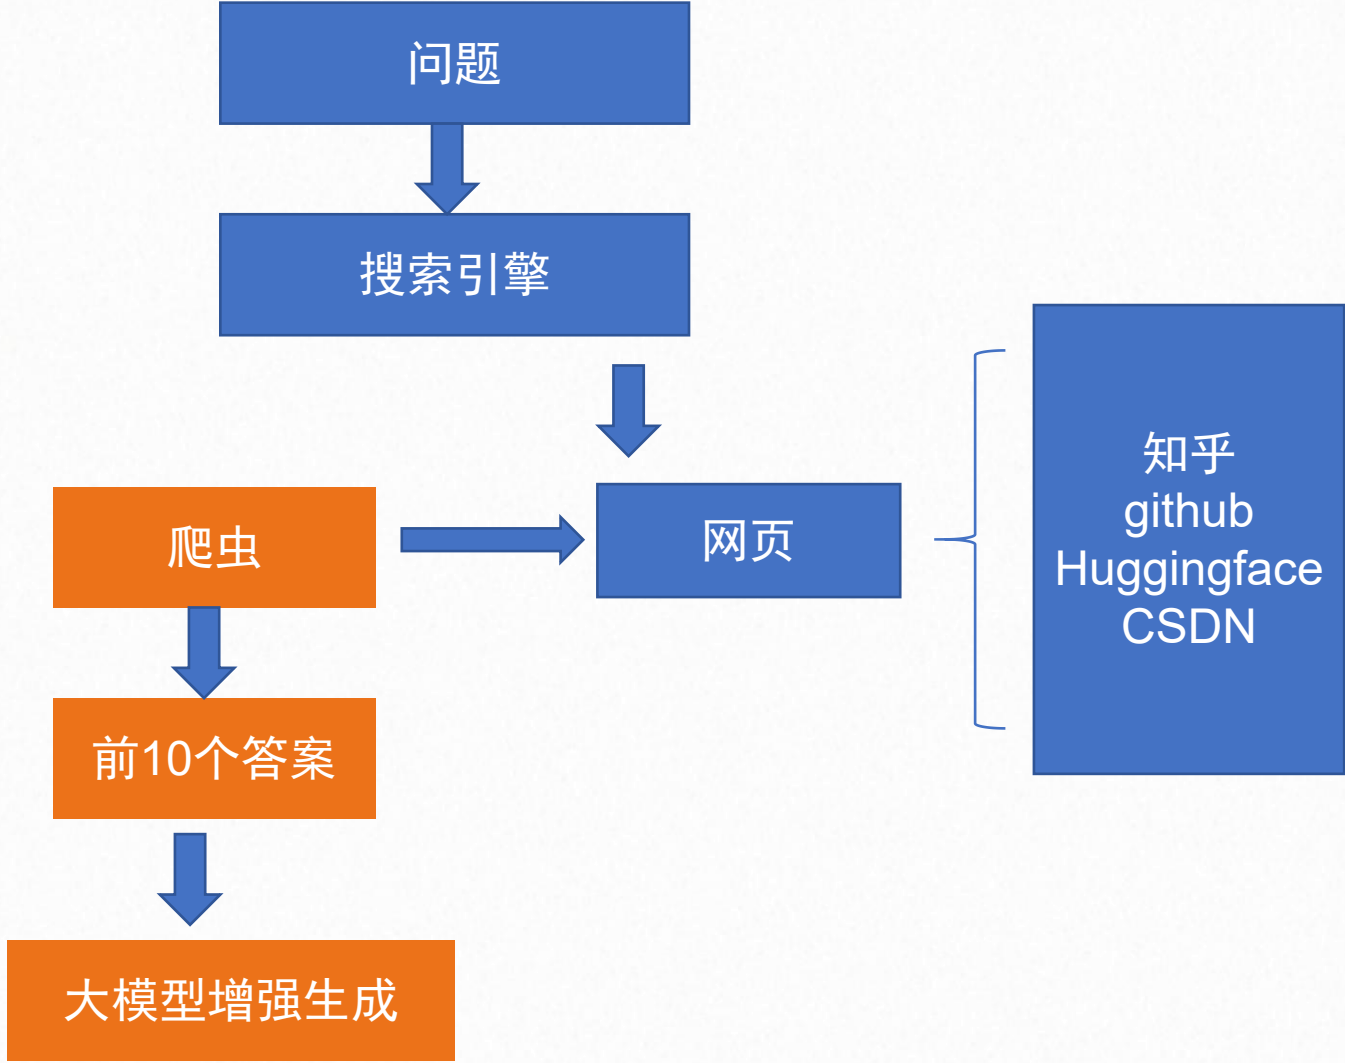 问题
搜索引擎
爬虫
网页
知乎
github
Huggingface
CSDN
前10个答案
大模型增强生成